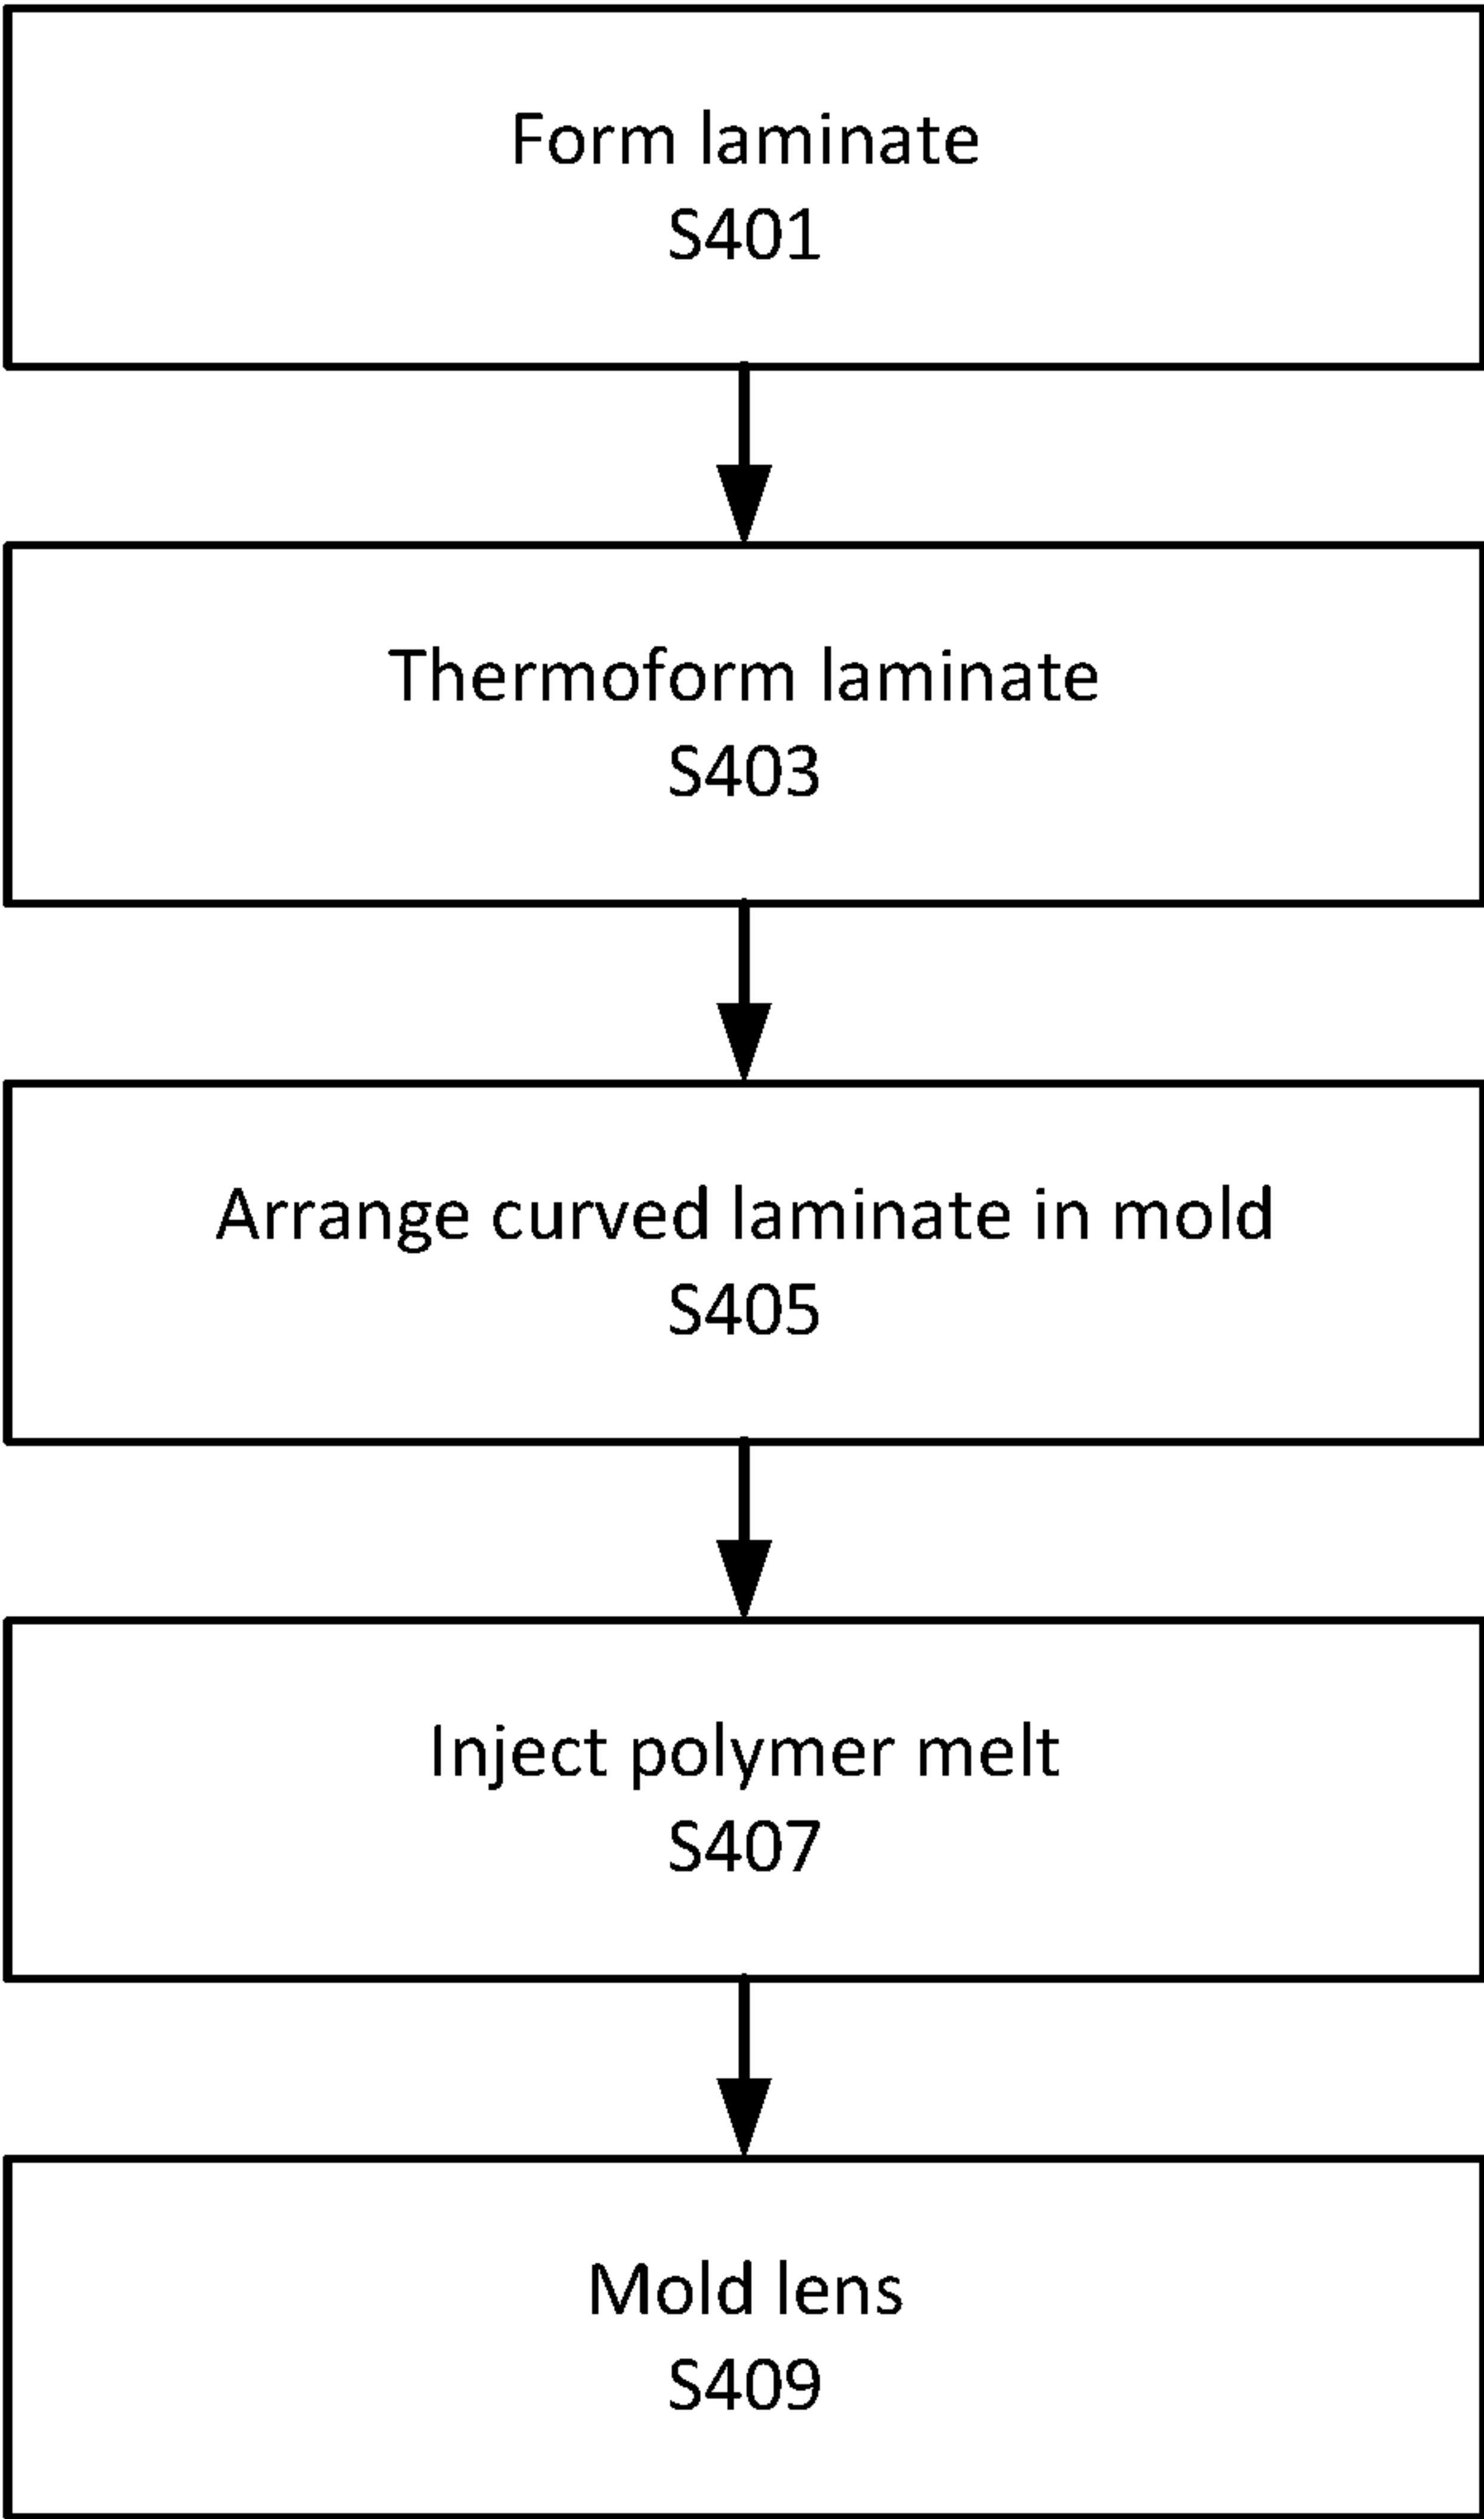 Form laminate
S401
Thermoform laminate
S403
Arrange curved laminate in mold
S405
Inject polymer melt
S407
Mold lens
S409